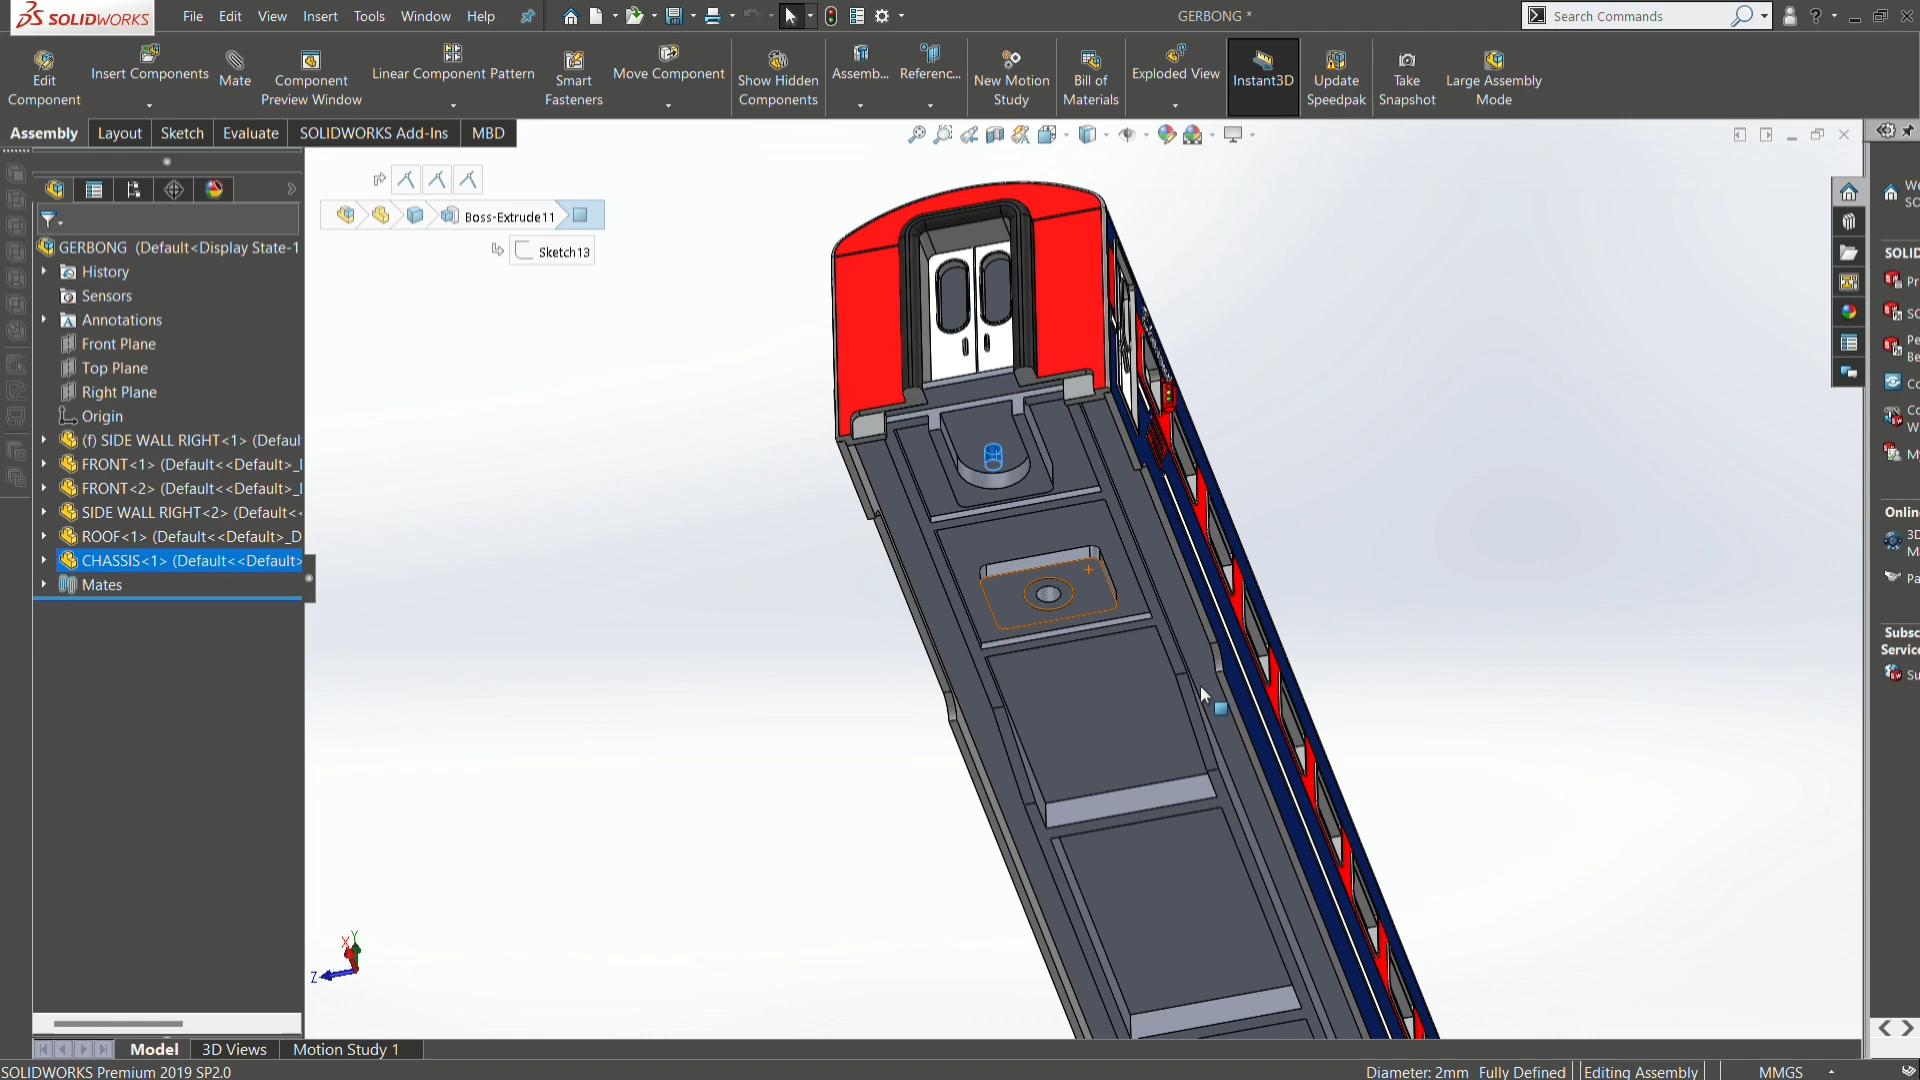 SOLIDWORKS
File Edit View Insert Tools Window Help
GERBONG *
Search Commands
Edit Component
Insert Components
Mate
Component Preview Window
Linear Component Pattern
Smart Fasteners
Move Component
Show Hidden Components
Assemb...
Referenc...
New Motion Study
Bill of Materials
Exploded View
Instant3D
Update Speedpak
Take Snapshot
Large Assembly Mode
Assembly Layout Sketch Evaluate SOLIDWORKS Add-Ins MBD
Boss-Extrude11
Sketch13
GERBONG (Default<Display State-1
History
Sensors
Annotations
Front Plane
Top Plane
Right Plane
Origin
(f) SIDE WALL RIGHT<1> (Defaul
FRONT<1> (Default<<Default>_
FRONT<2> (Default<<Default>_
SIDE WALL RIGHT<2> (Default<
ROOF<1> (Default<<Default>_D
CHASSIS<1> (Default<<Default>
Mates
We
SC
SOLID
Pr
SC
Pe
Be
Co
Co
W
My
Onlin
3D
Ma
Pa
Subsc
Service
Su
X Y
Z
Model 3D Views Motion Study 1
SOLIDWORKS Premium 2019 SP2.0
Diameter: 2mm Fully Defined Editing Assembly MMGS